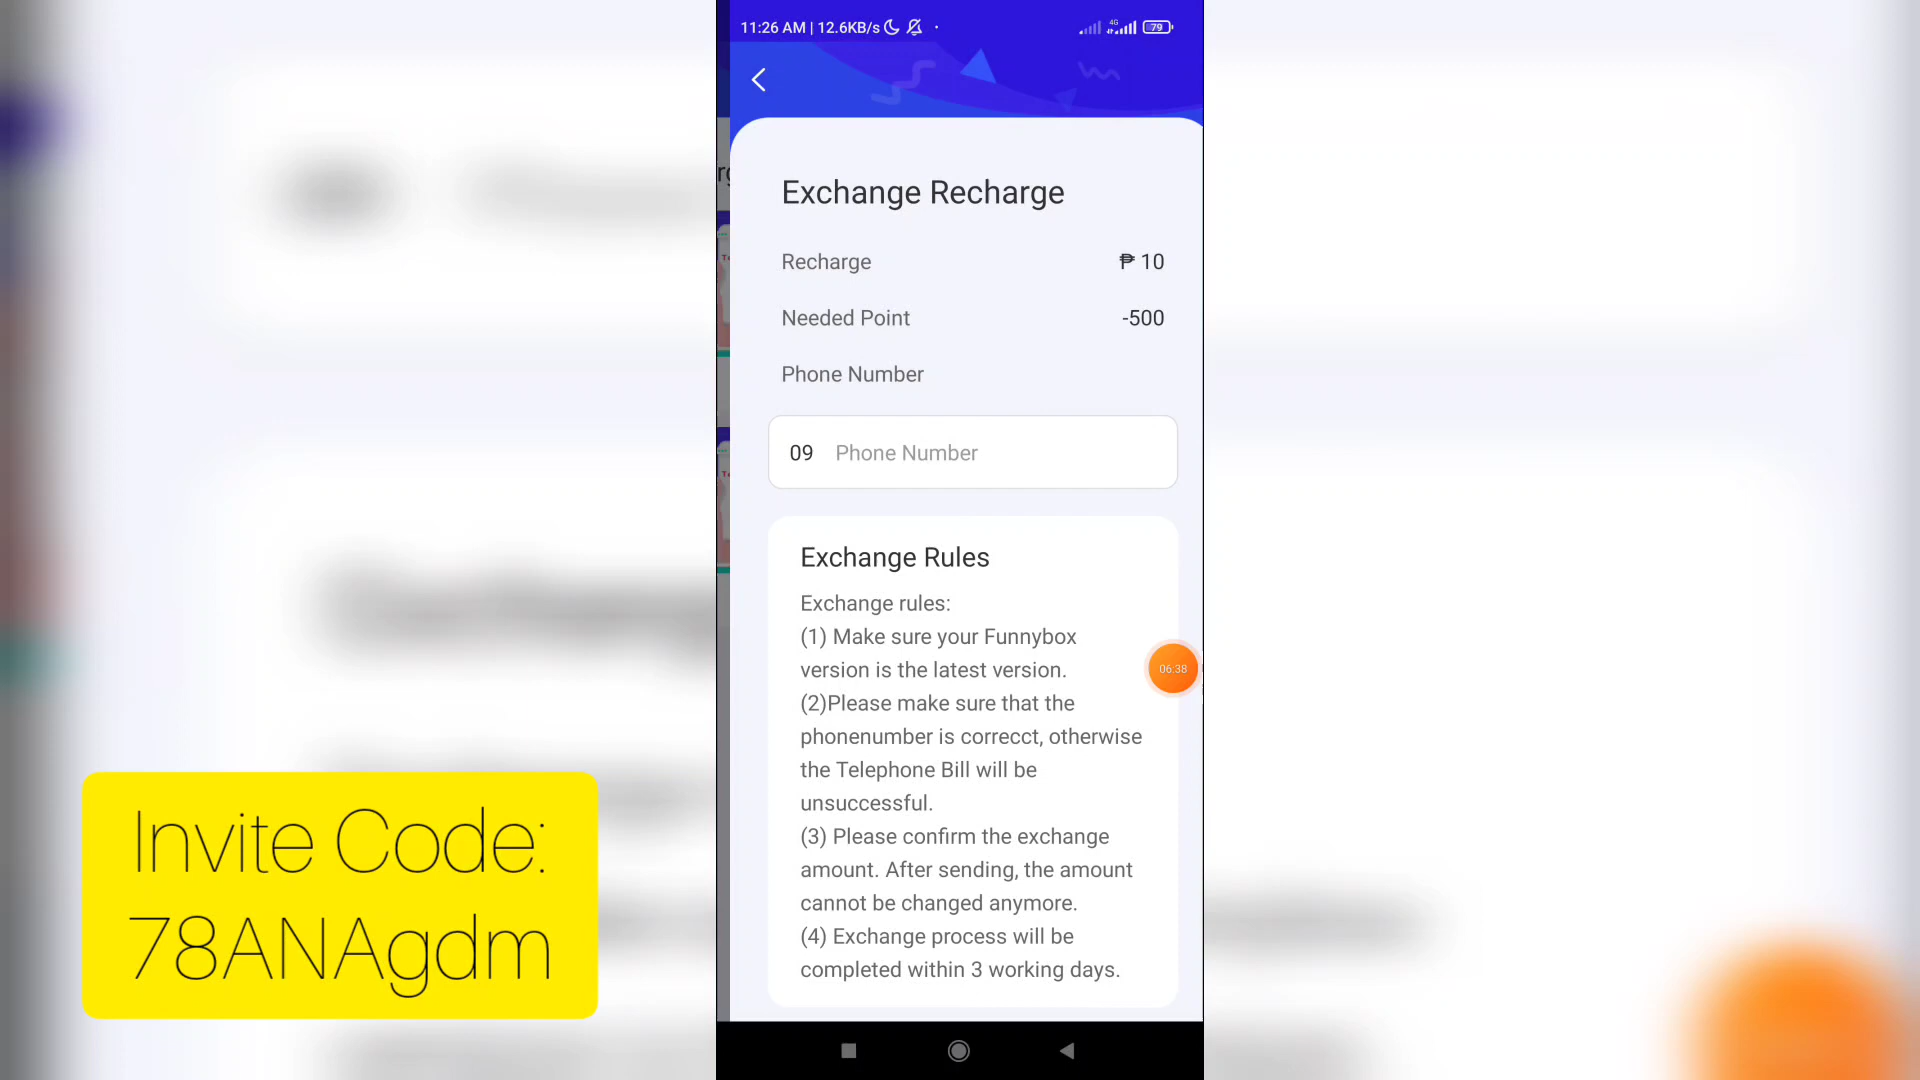 11:26 AM | 12.6KB/s
4G
79
Exchange Recharge
Recharge
₱ 10
Needed Point
-500
Phone Number
09 Phone Number
Exchange Rules
Exchange rules:
(1) Make sure your Funnybox
version is the latest version.
(2)Please make sure that the
phonenumber is correcct, otherwise
the Telephone Bill will be
unsuccessful.
(3) Please confirm the exchange
amount. After sending, the amount
cannot be changed anymore.
(4) Exchange process will be
completed within 3 working days.
06:38
Invite Code:
78ANAgdm